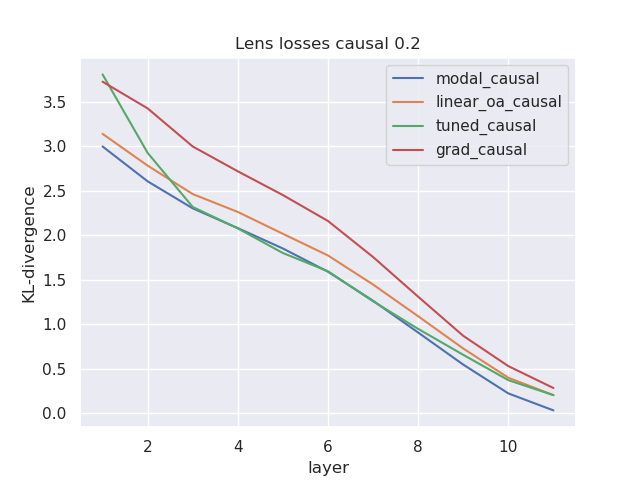 Lens losses causal 0.2
modal_causal
linear_oa_causal
tuned_causal
grad_causal
KL-divergence
3.5
3.0
2.5
2.0
1.5
1.0
0.5
0.0
2 4 6 8 10
layer